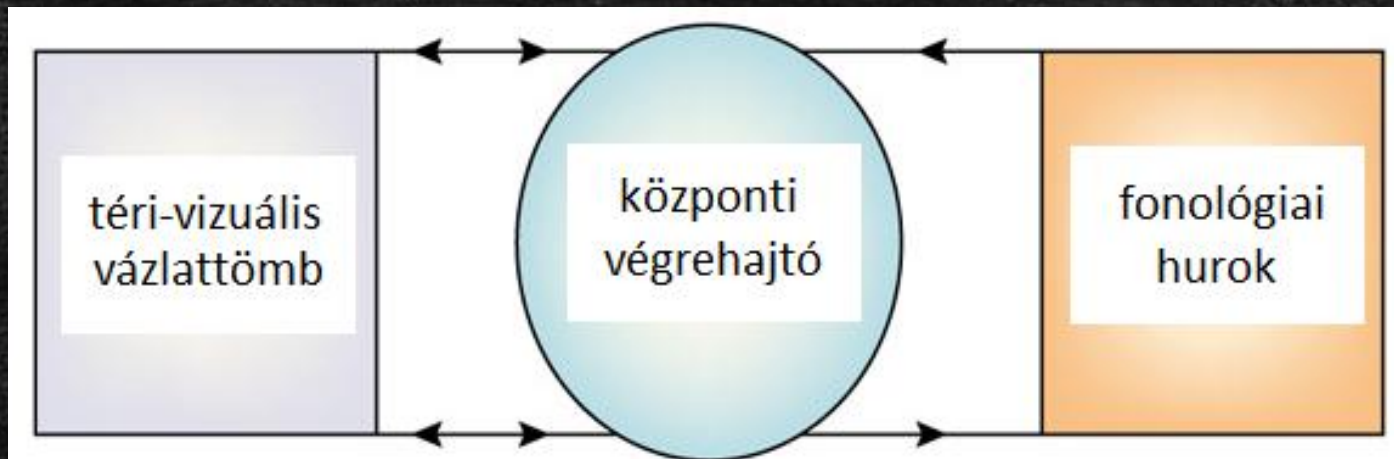 téri-vizuális
vázlattömb
központi
végrehajtó
fonológiai
hurok